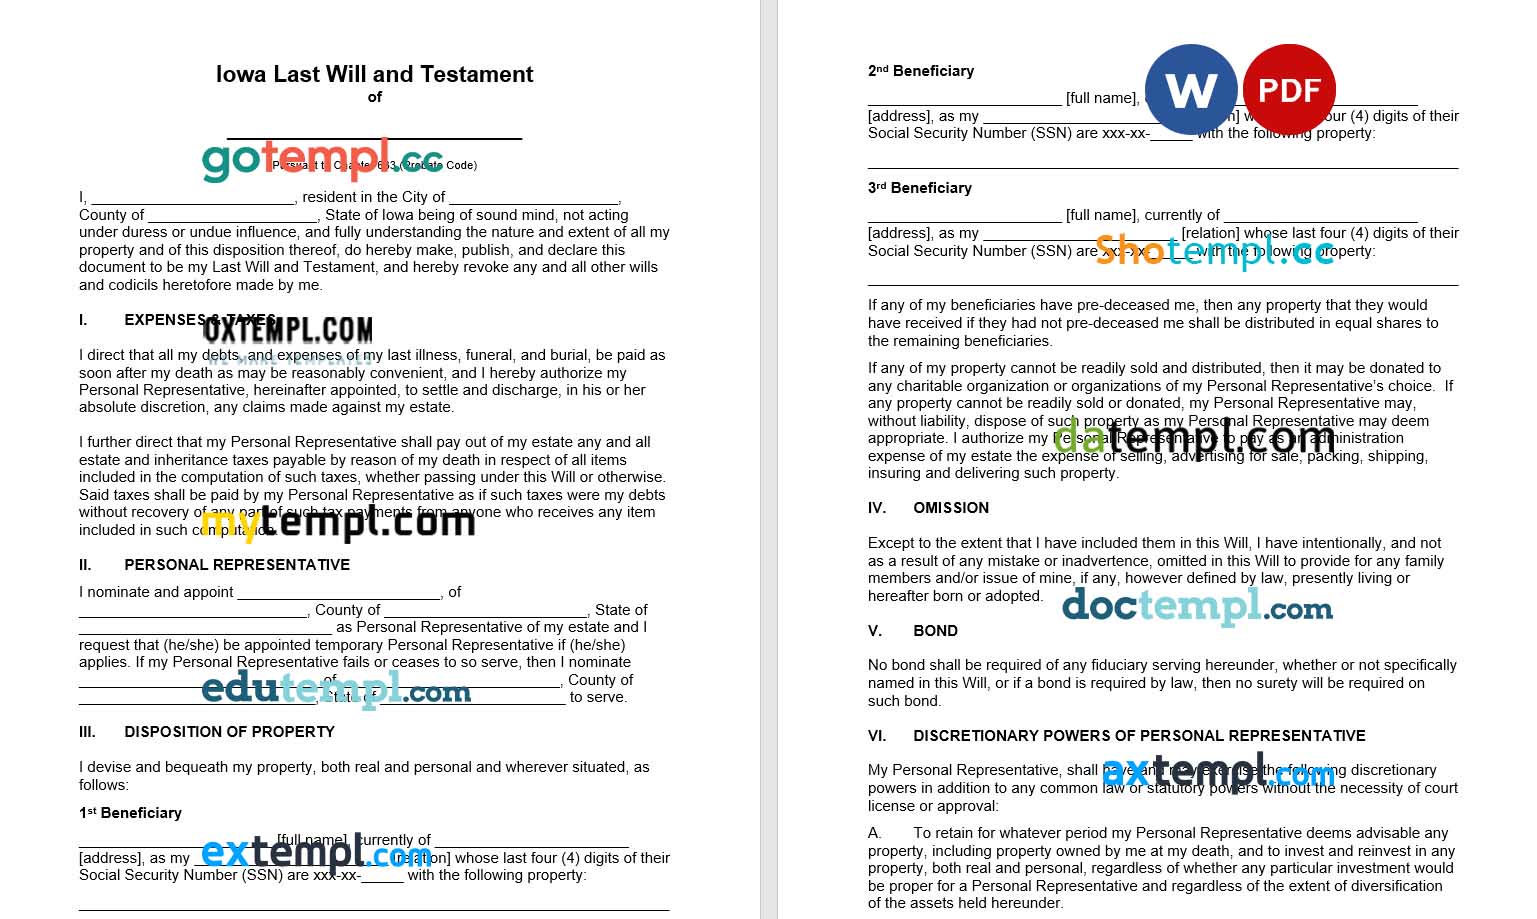 Iowa Last Will and Testament
of
gotempl.cc
Pursuant to Chapter 633 (Probate Code)
I, ________________________, resident in the City of ____________________,
County of ____________________, State of Iowa being of sound mind, not acting
under duress or undue influence, and fully understanding the nature and extent of all my
property and of this disposition thereof, do hereby make, publish, and declare this
document to be my Last Will and Testament, and hereby revoke any and all other wills
and codicils heretofore made by me.
I. EXPENSES & TAXES
OXTEMPL.COM
WE MAKE TEMPLATES
I direct that all my debts, and expenses of my last illness, funeral, and burial, be paid as
soon after my death as may be reasonably convenient, and I hereby authorize my
Personal Representative, hereinafter appointed, to settle and discharge, in his or her
absolute discretion, any claims made against my estate.
I further direct that my Personal Representative shall pay out of my estate any and all
estate and inheritance taxes payable by reason of my death in respect of all items
included in the computation of such taxes, whether passing under this Will or otherwise.
Said taxes shall be paid by my Personal Representative as if such taxes were my debts
without recovery of any part of such tax payments from anyone who receives any item
included in such computation.
mytempl.com
II. PERSONAL REPRESENTATIVE
I nominate and appoint ________________________, of
___________________________, County of ________________________, State of
______________________________ as Personal Representative of my estate and I
request that (he/she) be appointed temporary Personal Representative if (he/she)
applies. If my Personal Representative fails or ceases to so serve, then I nominate
____________________________ of __________________________, County of
____________________________, State of ______________________ to serve.
edutempl.com
III. DISPOSITION OF PROPERTY
I devise and bequeath my property, both real and personal and wherever situated, as
follows:
1st Beneficiary
_______________________ [full name], currently of _______________________
[address], as my _______________________ [relation] whose last four (4) digits of their
Social Security Number (SSN) are xxx-xx-_____ with the following property:
extempl.com
2nd Beneficiary
_______________________ [full name], _______________________
[address], as my _____________________ four (4) digits of their
Social Security Number (SSN) are xxx-xx-_____ with the following property:
W
PDF
3rd Beneficiary
_______________________ [full name], currently of _______________________
[address], as my _______________________ [relation] whose last four (4) digits of their
Social Security Number (SSN) are xxx-xx-_____ with the following property:
Shotempl.cc
If any of my beneficiaries have pre-deceased me, then any property that they would
have received if they had not pre-deceased me shall be distributed in equal shares to
the remaining beneficiaries.
If any of my property cannot be readily sold and distributed, then it may be donated to
any charitable organization or organizations of my Personal Representative's choice. If
any property cannot be readily sold or donated, my Personal Representative may,
without liability, dispose of such property as my Personal Representative may deem
appropriate. I authorize my Personal Representative to pay as an administration
expense of my estate the expense of selling, advertising for sale, packing, shipping,
insuring and delivering such property.
datempl.com
IV. OMISSION
Except to the extent that I have included them in this Will, I have intentionally, and not
as a result of any mistake or inadvertence, omitted in this Will to provide for any family
members and/or issue of mine, if any, however defined by law, presently living or
hereafter born or adopted.
doctempl.com
V. BOND
No bond shall be required of any fiduciary serving hereunder, whether or not specifically
named in this Will, or if a bond is required by law, then no surety will be required on
such bond.
VI. DISCRETIONARY POWERS OF PERSONAL REPRESENTATIVE
My Personal Representative, shall have and may exercise the following discretionary
powers in addition to any common law or statutory powers without the necessity of court
license or approval:
axtempl.com
A. To retain for whatever period my Personal Representative deems advisable any
property, including property owned by me at my death, and to invest and reinvest in any
property, both real and personal, regardless of whether any particular investment would
be proper for a Personal Representative and regardless of the extent of diversification
of the assets held hereunder.